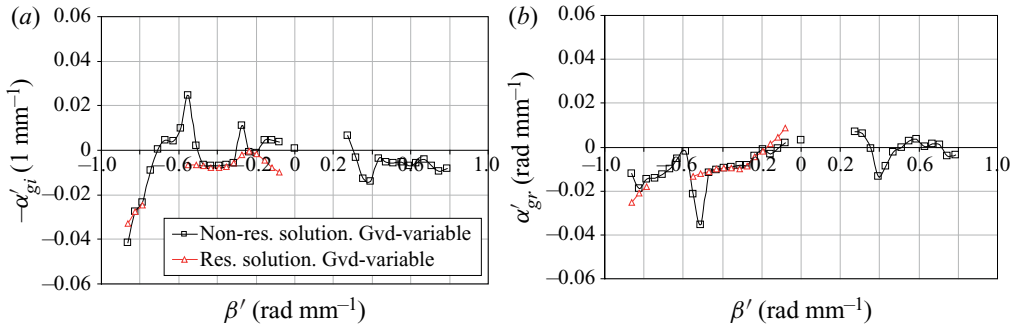 (a)
0.06
0.04
0.02
0
−0.02
−0.04
−0.06
−α′gi (1 mm−1)
−1.0 −0.6 −0.2 0.2 0.6 1.0
β′ (rad mm−1)
Non-res. solution. Gvd-variable
Res. solution. Gvd-variable
(b)
0.06
0.04
0.02
0
−0.02
−0.04
−0.06
α′gr (rad mm−1)
−1.0 −0.6 −0.2 0.2 0.6 1.0
β′ (rad mm−1)